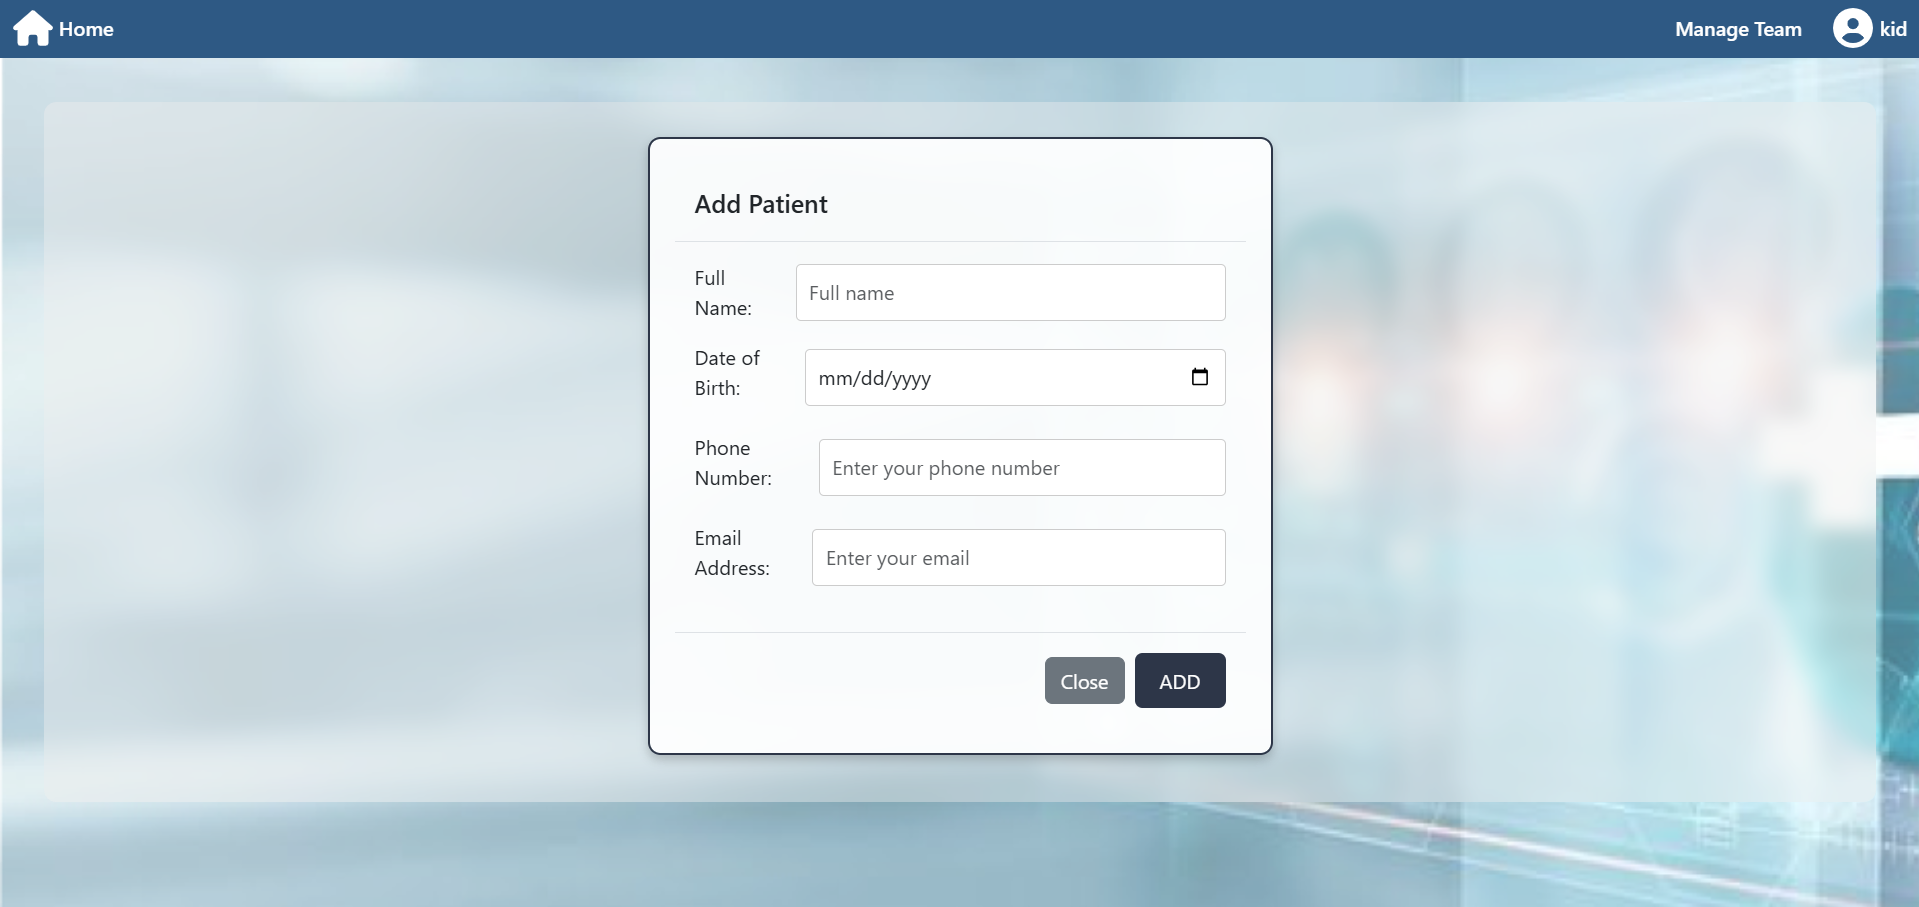 Home
Manage Team
kid
Add Patient
Full
Name:
Full name
Date of
Birth:
mm/dd/yyyy
Phone
Number:
Enter your phone number
Email
Address:
Enter your email
Close
ADD